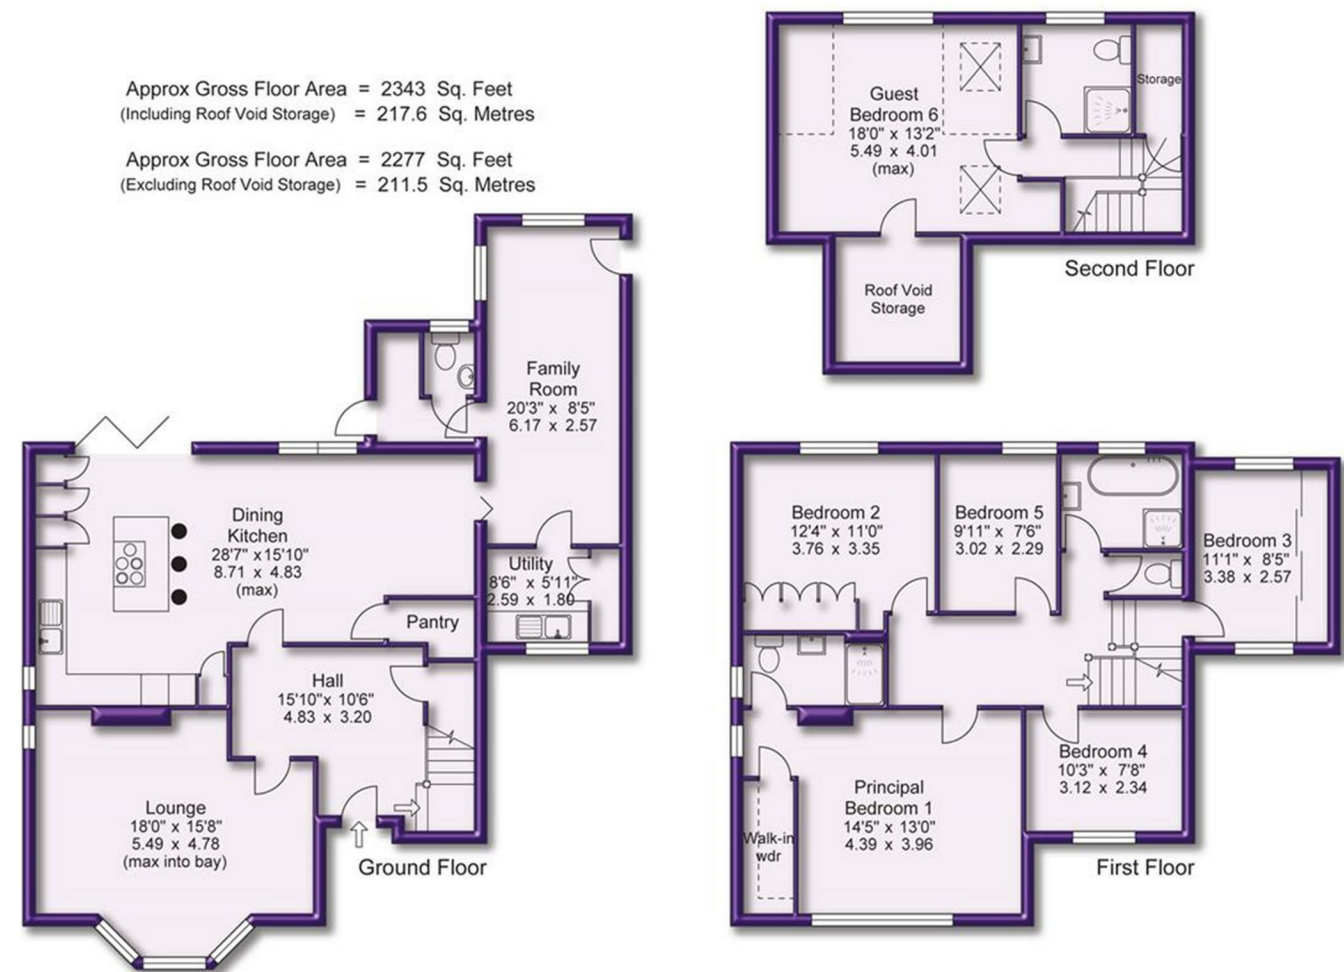 Approx Gross Floor Area = 2343 Sq. Feet
(Including Roof Void Storage) = 217.6 Sq. Metres
Approx Gross Floor Area = 2277 Sq. Feet
(Excluding Roof Void Storage) = 211.5 Sq. Metres
Guest
Bedroom 6
18'0" x 13'2"
5.49 x 4.01
(max)
Storage
Roof Void
Storage
Second Floor
Family
Room
20'3" x 8'5"
6.17 x 2.57
Dining
Kitchen
28'7" x 15'10"
8.71 x 4.83
(max)
Utility
8'6" x 5'11"
2.59 x 1.80
Pantry
Hall
15'10" x 10'6"
4.83 x 3.20
Lounge
18'0" x 15'8"
5.49 x 4.78
(max into bay)
Ground Floor
Bedroom 2
12'4" x 11'0"
3.76 x 3.35
Bedroom 5
9'11" x 7'6"
3.02 x 2.29
Bedroom 3
11'1" x 8'5"
3.38 x 2.57
Bedroom 4
10'3" x 7'8"
3.12 x 2.34
Principal
Bedroom 1
14'5" x 13'0"
4.39 x 3.96
Walk-in
wdr
First Floor